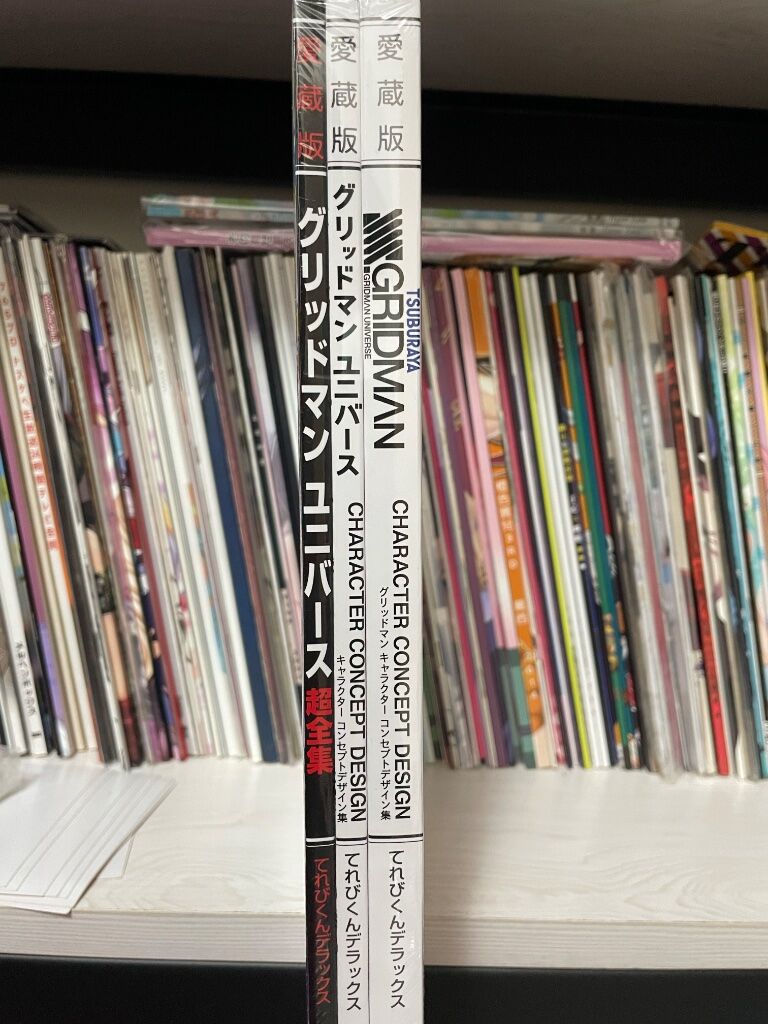 愛蔵版
グリッドマン ユニバース
超全集
てれびくんデラックス
愛蔵版
グリッドマン ユニバース
CHARACTER CONCEPT DESIGN
キャラクター コンセプトデザイン集
てれびくんデラックス
愛蔵版
TSUBURAYA
GRIDMAN
GRIDMAN UNIVERSE
CHARACTER CONCEPT DESIGN
グリッドマン キャラクター コンセプトデザイン集
てれびくんデラックス